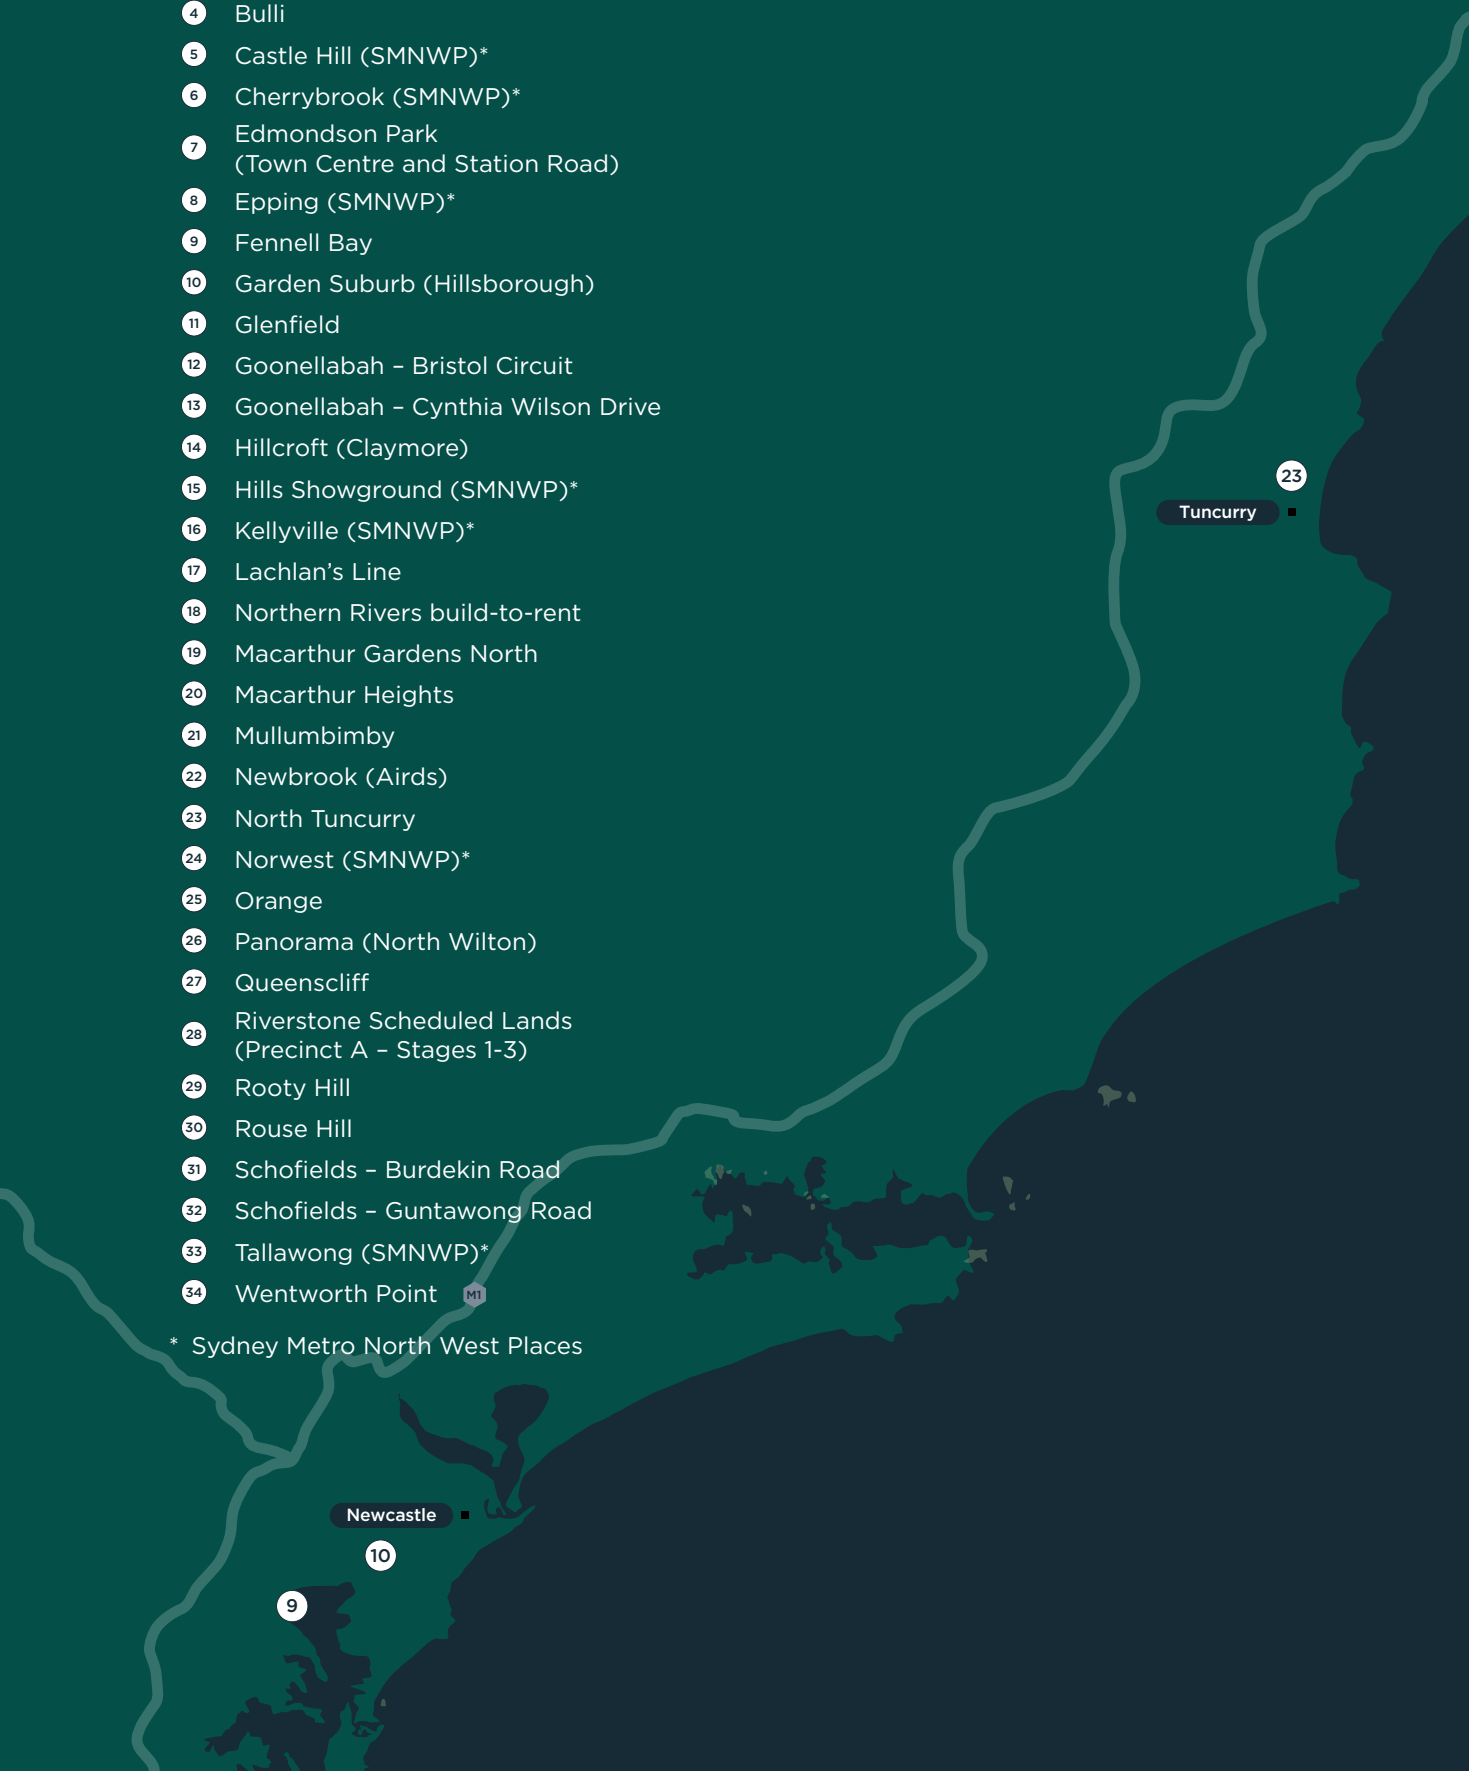 4 Bulli
5 Castle Hill (SMNWP)*
6 Cherrybrook (SMNWP)*
7 Edmondson Park
(Town Centre and Station Road)
8 Epping (SMNWP)*
9 Fennell Bay
10 Garden Suburb (Hillsborough)
11 Glenfield
12 Goonellabah – Bristol Circuit
13 Goonellabah – Cynthia Wilson Drive
14 Hillcroft (Claymore)
15 Hills Showground (SMNWP)*
16 Kellyville (SMNWP)*
17 Lachlan’s Line
18 Northern Rivers build-to-rent
19 Macarthur Gardens North
20 Macarthur Heights
21 Mullumbimby
22 Newbrook (Airds)
23 North Tuncurry
24 Norwest (SMNWP)*
25 Orange
26 Panorama (North Wilton)
27 Queenscliff
28 Riverstone Scheduled Lands
(Precinct A – Stages 1-3)
29 Rooty Hill
30 Rouse Hill
31 Schofields – Burdekin Road
32 Schofields – Guntawong Road
33 Tallawong (SMNWP)*
34 Wentworth Point
* Sydney Metro North West Places
23
Tuncurry
M1
Newcastle
10
9